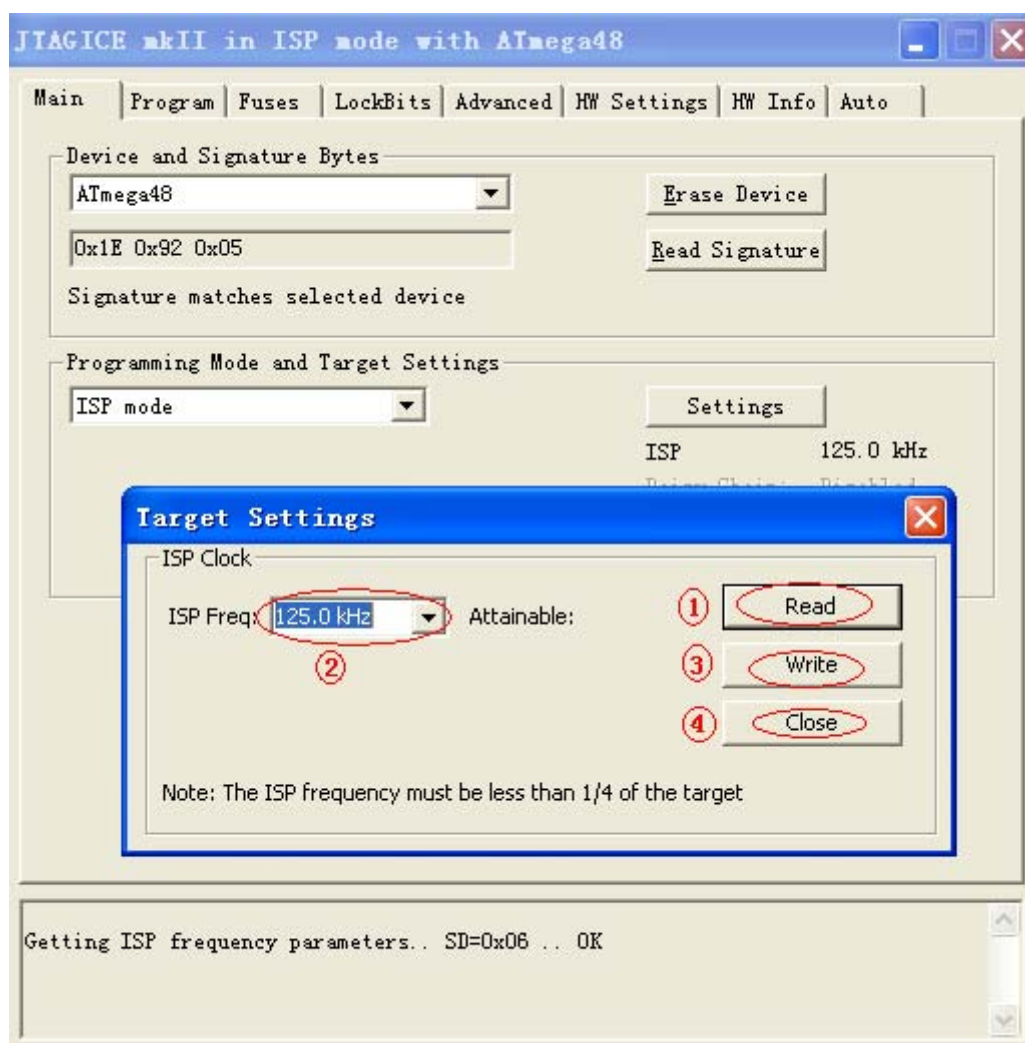 JTAGICE mkII in ISP mode with ATmega48
Main Program Fuses LockBits Advanced HW Settings HW Info Auto
Device and Signature Bytes
ATmega48 Erase Device
0x1E 0x92 0x05 Read Signature
Signature matches selected device
Programming Mode and Target Settings
ISP mode Settings
ISP 125.0 kHz
Target Settings
ISP Clock
ISP Freq: 125.0 kHz Attainable: 1 Read
2 3 Write
4 Close
Note: The ISP frequency must be less than 1/4 of the target
Getting ISP frequency parameters.. SD=0x06 .. OK